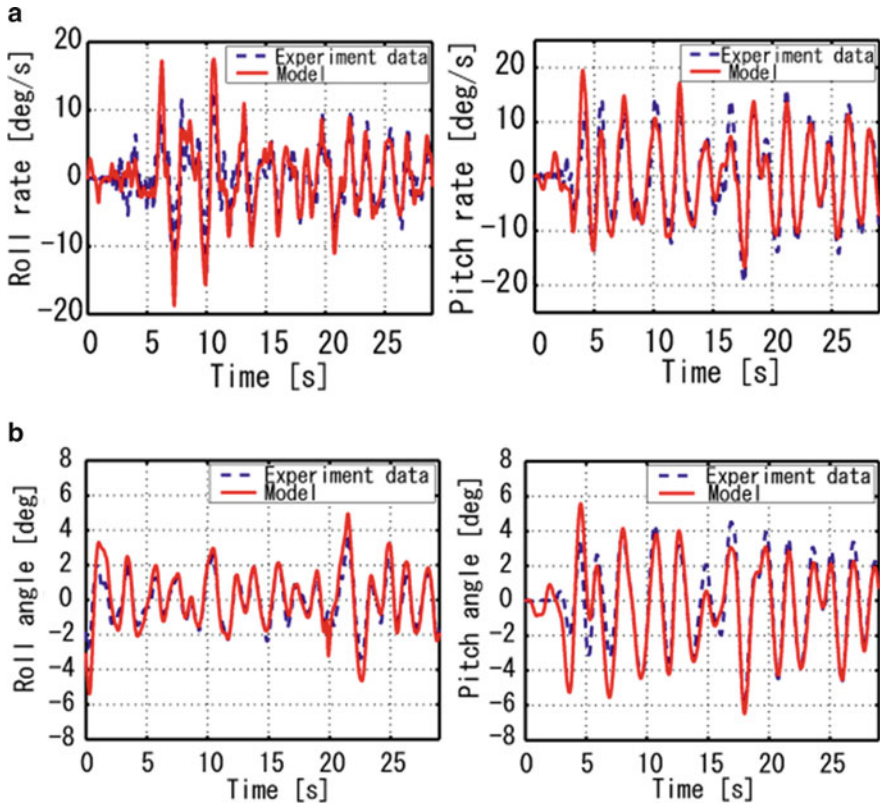 a
Roll rate [deg/s]
20
10
0
-10
-20
Experiment data
Model
0 5 10 15 20 25
Time [s]
Pitch rate [deg/s]
20
10
0
-10
-20
Experiment data
Model
0 5 10 15 20 25
Time [s]
b
Roll angle [deg]
8
6
4
2
0
-2
-4
-6
-8
Experiment data
Model
0 5 10 15 20 25
Time [s]
Pitch angle [deg]
8
6
4
2
0
-2
-4
-6
-8
Experiment data
Model
0 5 10 15 20 25
Time [s]